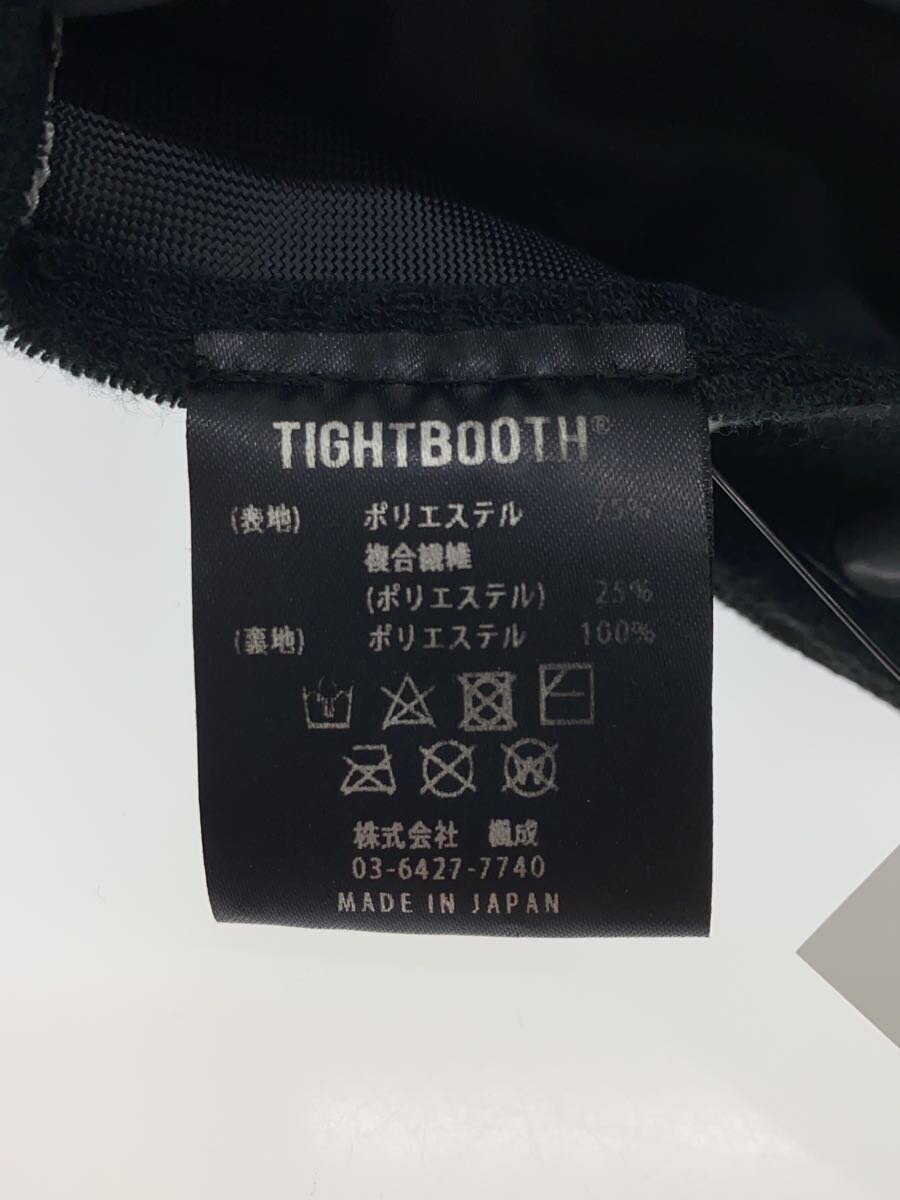 TIGHTBOOTH®
(表地) ポリエステル 75%
複合繊維
(ポリエステル) 25%
(裏地) ポリエステル 100%
株式会社 構成
03-6427-7740
MADE IN JAPAN